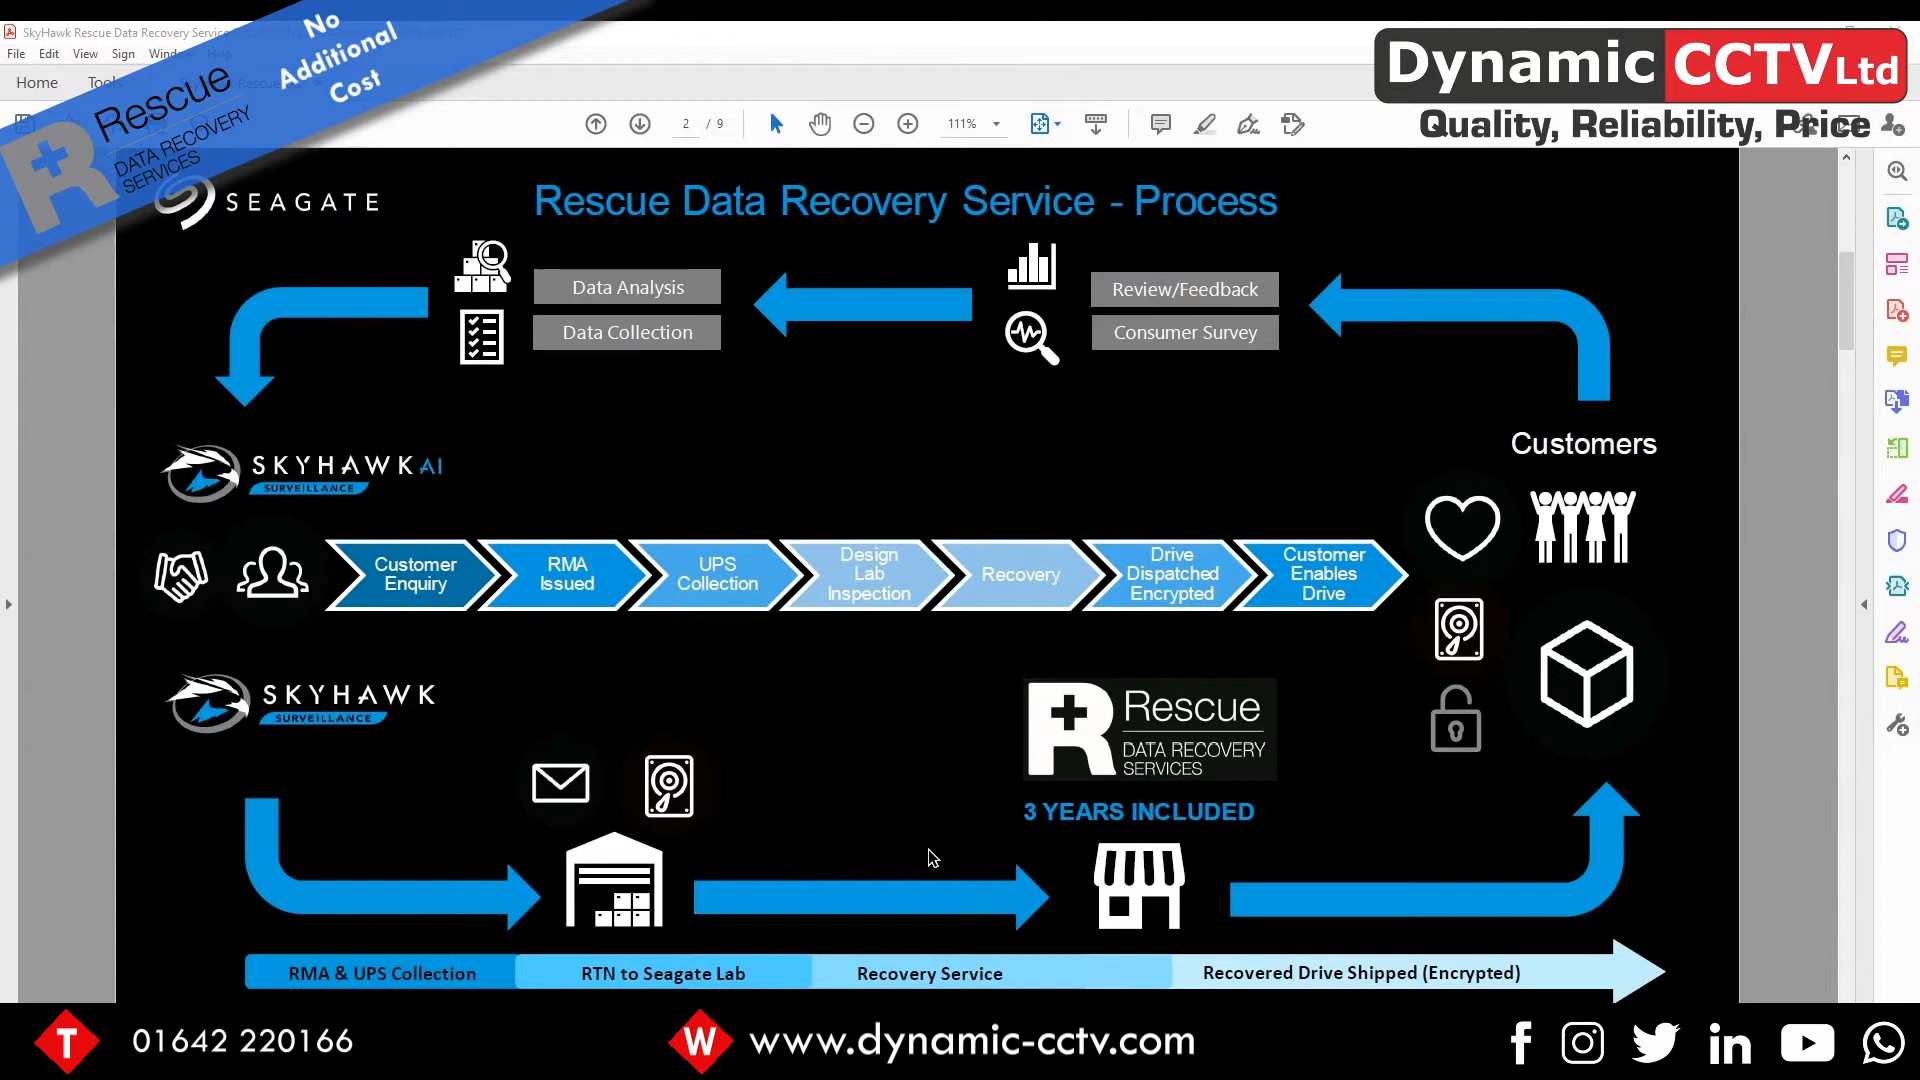 No
Additional
Cost
Rescue
DATA RECOVERY
SERVICES
SkyHawk Rescue Data Recovery Service
File Edit View Sign Window Help
Home Tools
2 / 9
111%
Dynamic CCTV Ltd
Quality, Reliability, Price
SEAGATE
Rescue Data Recovery Service - Process
Data Analysis
Data Collection
Review/Feedback
Consumer Survey
SKYHAWK AI
SURVEILLANCE
Customers
Customer
Enquiry
RMA
Issued
UPS
Collection
Design
Lab
Inspection
Recovery
Drive
Dispatched
Encrypted
Customer
Enables
Drive
SKYHAWK
SURVEILLANCE
R Rescue
DATA RECOVERY
SERVICES
3 YEARS INCLUDED
RMA & UPS Collection RTN to Seagate Lab Recovery Service Recovered Drive Shipped (Encrypted)
T 01642 220166 W www.dynamic-cctv.com